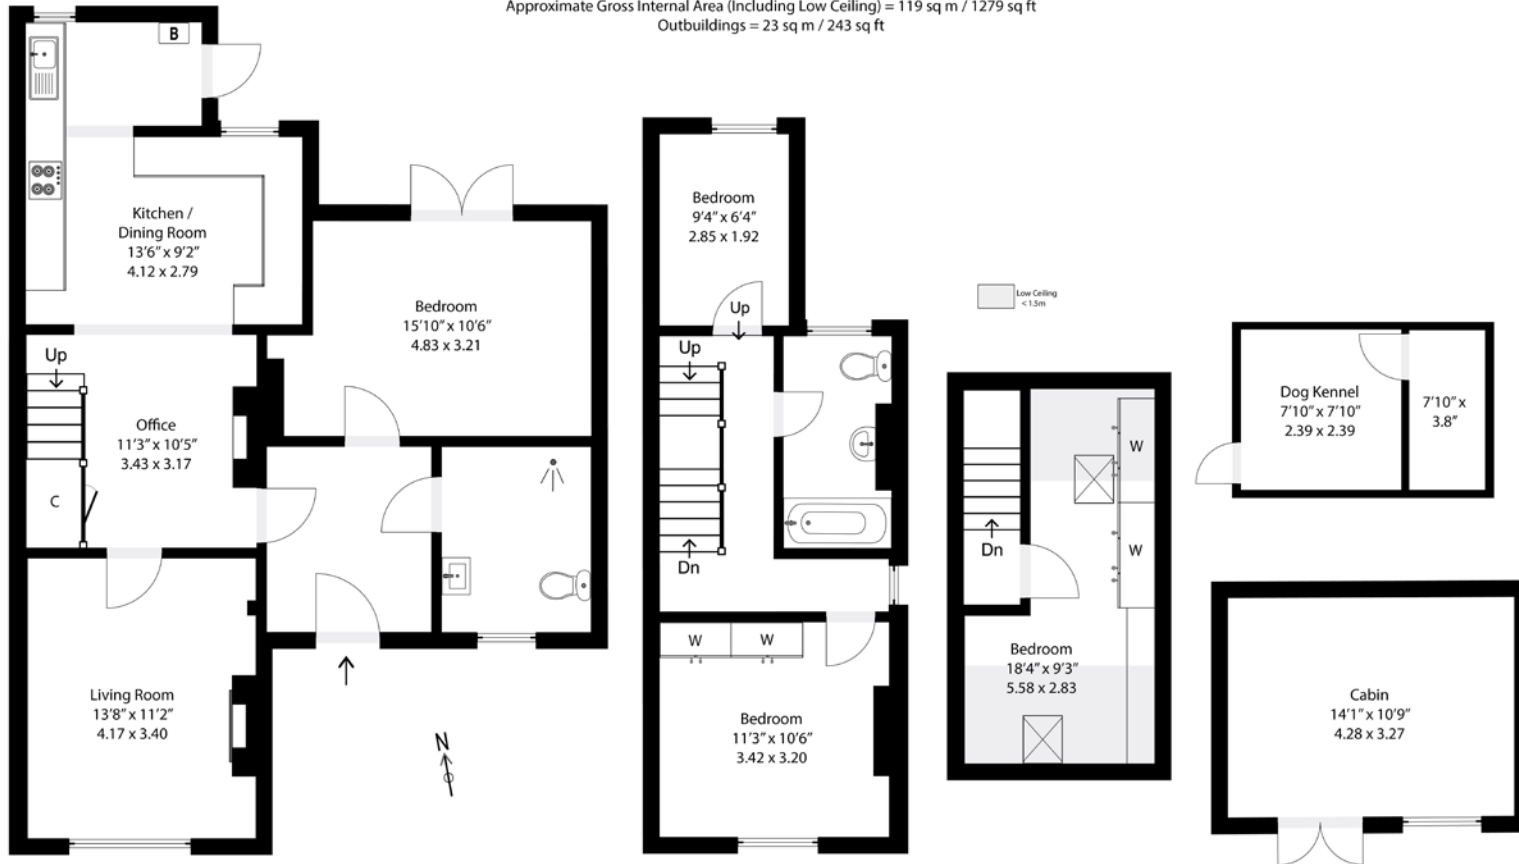 Approximate Gross Internal Area (Including Low Ceiling) = 119 sq m / 1279 sq ft
Outbuildings = 23 sq m / 243 sq ft
B
Kitchen /
Dining Room
13'6" x 9'2"
4.12 x 2.79
Bedroom
15'10" x 10'6"
4.83 x 3.21
Up
Office
11'3" x 10'5"
3.43 x 3.17
C
Living Room
13'8" x 11'2"
4.17 x 3.40
N
Bedroom
9'4" x 6'4"
2.85 x 1.92
Up
Up
Dn
W
W
Bedroom
11'3" x 10'6"
3.42 x 3.20
Low Ceiling
< 1.5m
W
W
Dn
Bedroom
18'4" x 9'3"
5.58 x 2.83
Dog Kennel
7'10" x 7'10"
2.39 x 2.39
7'10" x
3.8"
Cabin
14'1" x 10'9"
4.28 x 3.27